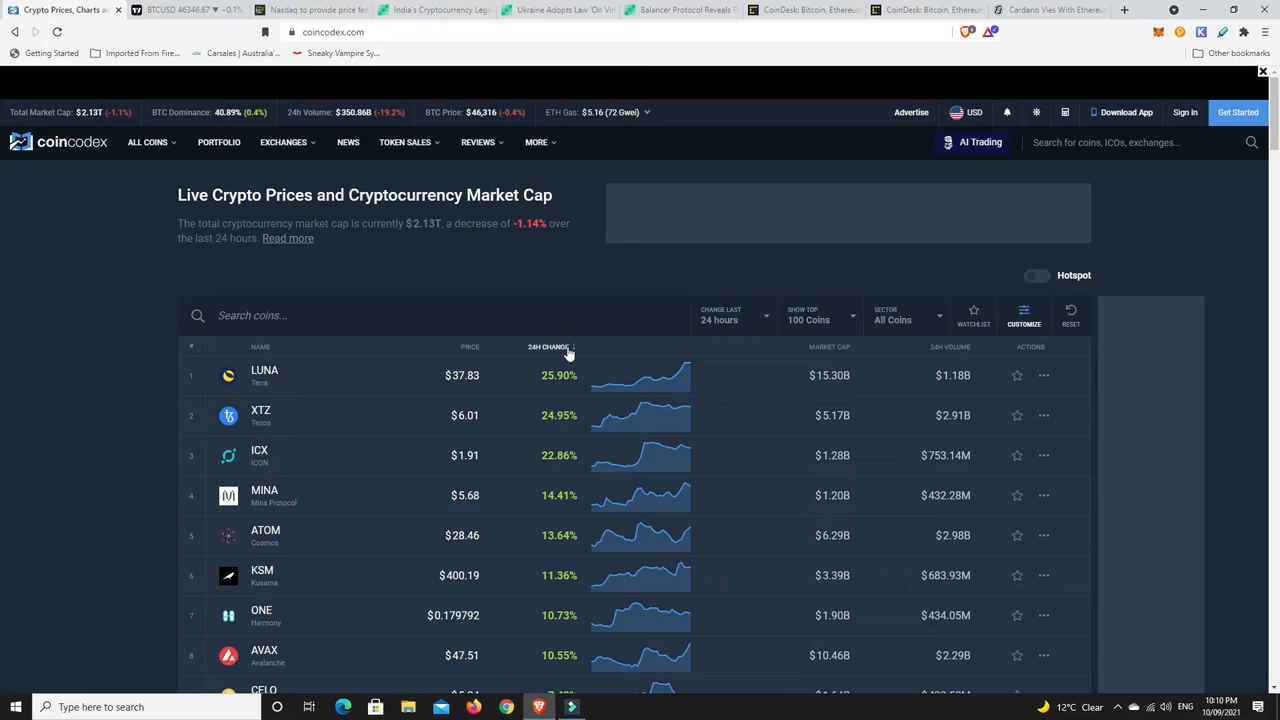 Crypto Prices, Charts a
BTCUSD 46346.67 ▼−0.1%
Nasdaq to provide price fe
India's Cryptocurrency Legi
Ukraine Adopts Law 'On Vi
Balancer Protocol Reveals P
CoinDesk: Bitcoin, Ethereum
CoinDesk: Bitcoin, Ethereum
Cardano Vies With Ethereum
coincodex.com
Getting Started
Imported From Fire...
Carsales | Australia'...
Sneaky Vampire Sy...
Other bookmarks
Total Market Cap: $2.13T (-1.1%)
BTC Dominance: 40.89% (0.4%)
24h Volume: $350.86B (-19.2%)
BTC Price: $46,316 (-0.4%)
ETH Gas: $5.16 (72 Gwei)
Advertise
USD
Download App
Sign In
Get Started
coincodex
ALL COINS
PORTFOLIO
EXCHANGES
NEWS
TOKEN SALES
REVIEWS
MORE
AI Trading
Search for coins, ICOs, exchanges...
Live Crypto Prices and Cryptocurrency Market Cap
The total cryptocurrency market cap is currently $2.13T, a decrease of -1.14% over
the last 24 hours. Read more
Hotspot
Search coins...
CHANGE LAST
24 hours
SHOW TOP
100 Coins
SECTOR
All Coins
WATCHLIST
CUSTOMIZE
RESET
# NAME PRICE 24H CHANGE ↓ MARKET CAP 24H VOLUME ACTIONS
1 LUNA $37.83 25.90% $15.30B $1.18B
Terra
2 XTZ $6.01 24.95% $5.17B $2.91B
Tezos
3 ICX $1.91 22.86% $1.28B $753.14M
ICON
4 MINA $5.68 14.41% $1.20B $432.28M
Mina Protocol
5 ATOM $28.46 13.64% $6.29B $2.98B
Cosmos
6 KSM $400.19 11.36% $3.39B $683.93M
Kusama
7 ONE $0.179792 10.73% $1.90B $434.05M
Harmony
8 AVAX $47.51 10.55% $10.46B $2.29B
Avalanche
CELO
Type here to search
12°C Clear
ENG
10:10 PM
10/09/2021